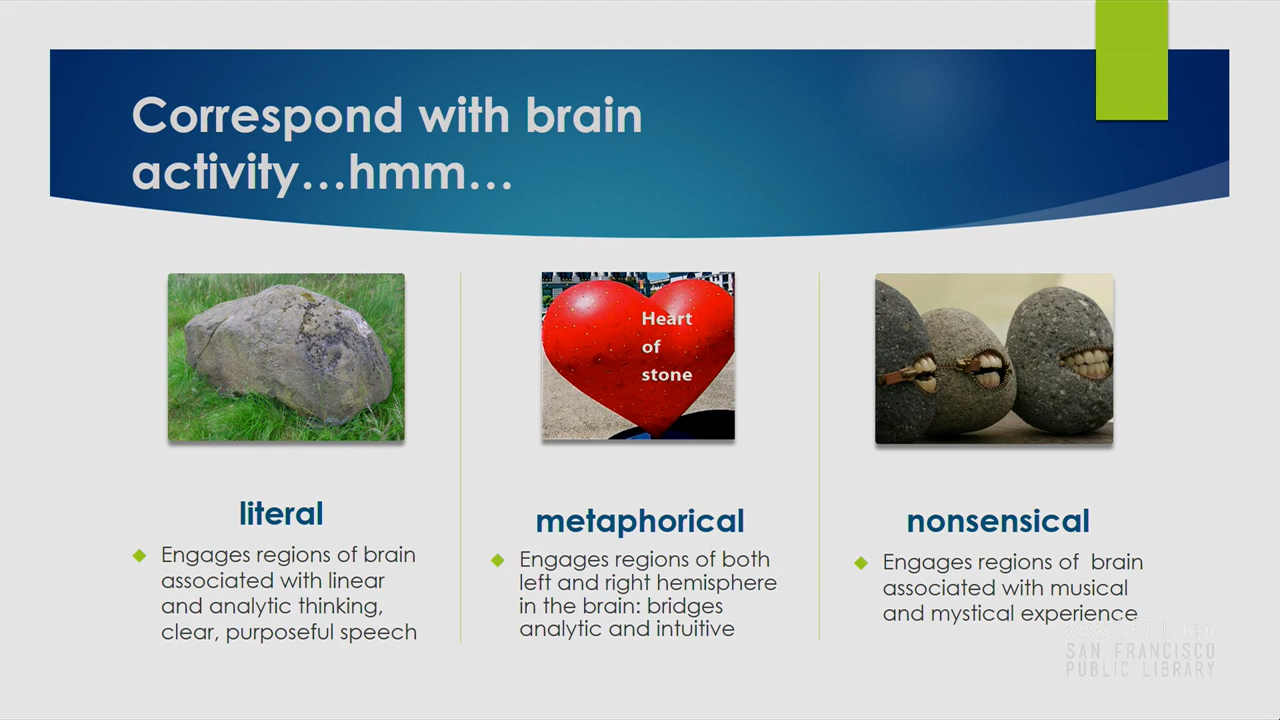 Correspond with brain
activity…hmm…
Heart
of
stone
literal
Engages regions of brain
associated with linear
and analytic thinking,
clear, purposeful speech
metaphorical
Engages regions of both
left and right hemisphere
in the brain: bridges
analytic and intuitive
nonsensical
Engages regions of brain
associated with musical
and mystical experience
SAN FRANCISCO
PUBLIC LIBRARY